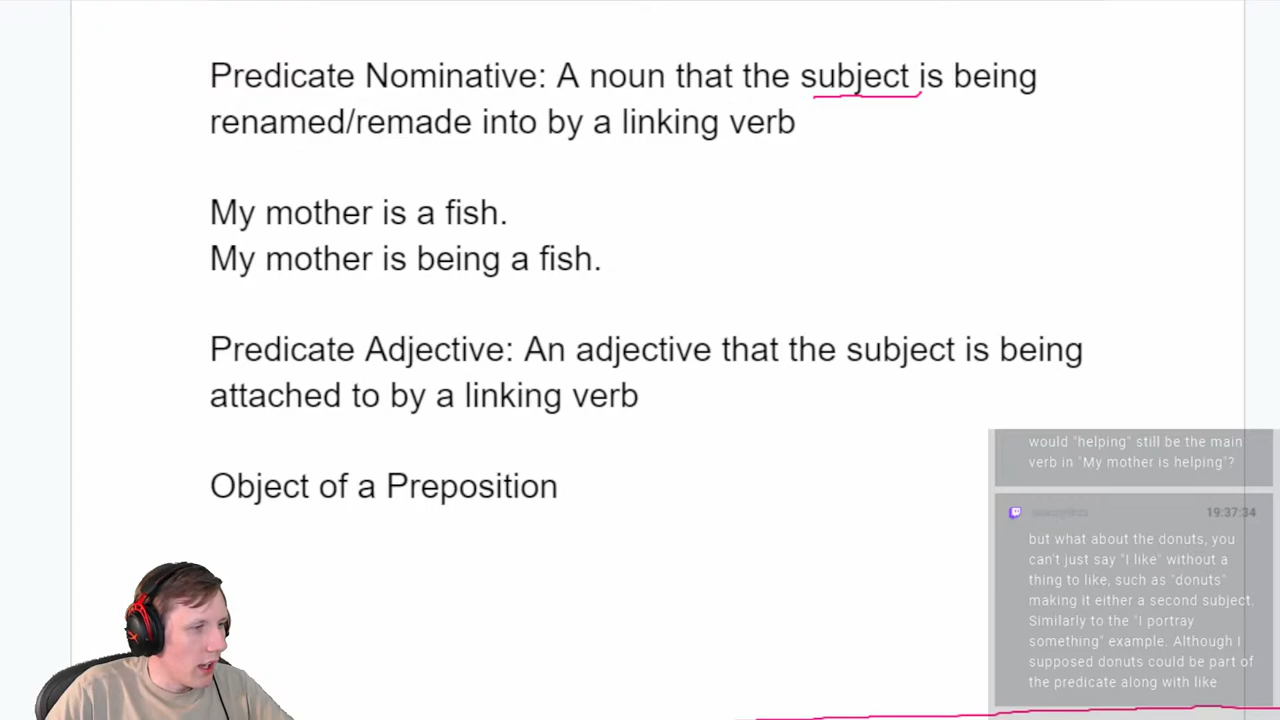 Predicate Nominative: A noun that the subject is being
renamed/remade into by a linking verb
My mother is a fish.
My mother is being a fish.
Predicate Adjective: An adjective that the subject is being
attached to by a linking verb
Object of a Preposition
would "helping" still be the main
verb in "My mother is helping"?
19:37:34
but what about the donuts, you
can't just say "I like" without a
thing to like, such as "donuts"
making it either a second subject.
Similarly to the "I portray
something" example. Although I
supposed donuts could be part of
the predicate along with like